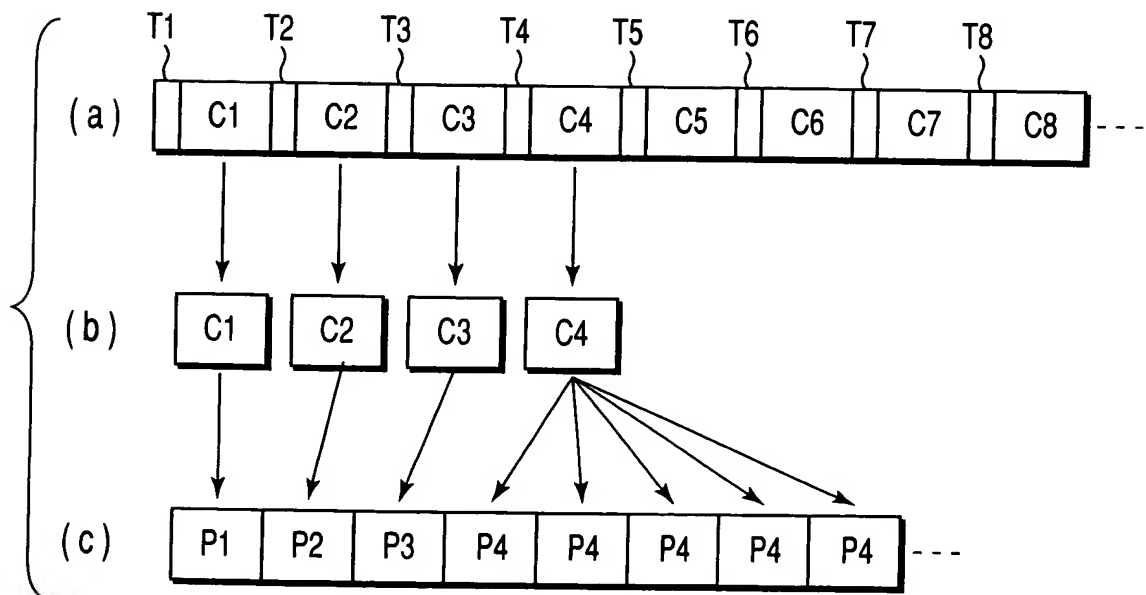 T1 T2 T3 T4 T5 T6 T7 T8
(a) C1 C2 C3 C4 C5 C6 C7 C8
(b) C1 C2 C3 C4
(c) P1 P2 P3 P4 P4 P4 P4 P4